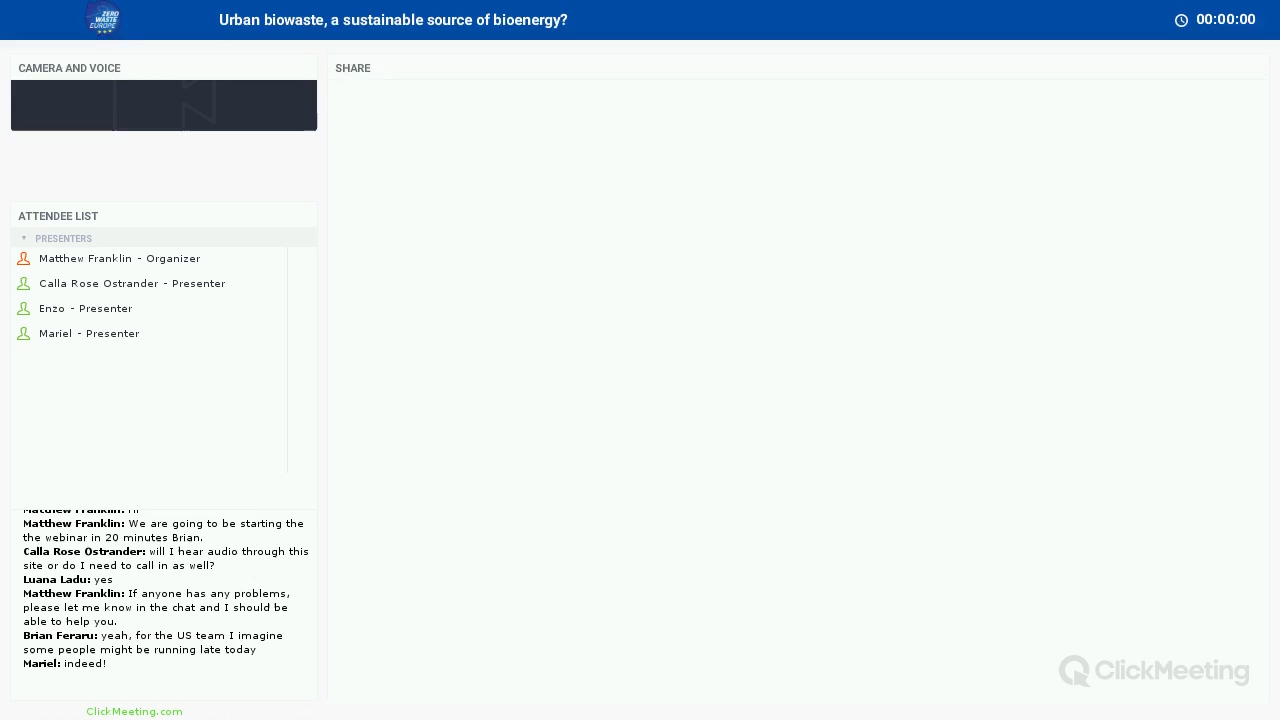 ZERO
WASTE
EUROPE
Urban biowaste, a sustainable source of bioenergy?
00:00:00
CAMERA AND VOICE
SHARE
ATTENDEE LIST
PRESENTERS
Matthew Franklin - Organizer
Calla Rose Ostrander - Presenter
Enzo - Presenter
Mariel - Presenter
Matthew Franklin: Hi
Matthew Franklin: We are going to be starting the
the webinar in 20 minutes Brian.
Calla Rose Ostrander: will I hear audio through this
site or do I need to call in as well?
Luana Ladu: yes
Matthew Franklin: If anyone has any problems,
please let me know in the chat and I should be
able to help you.
Brian Feraru: yeah, for the US team I imagine
some people might be running late today
Mariel: indeed!
ClickMeeting
ClickMeeting.com